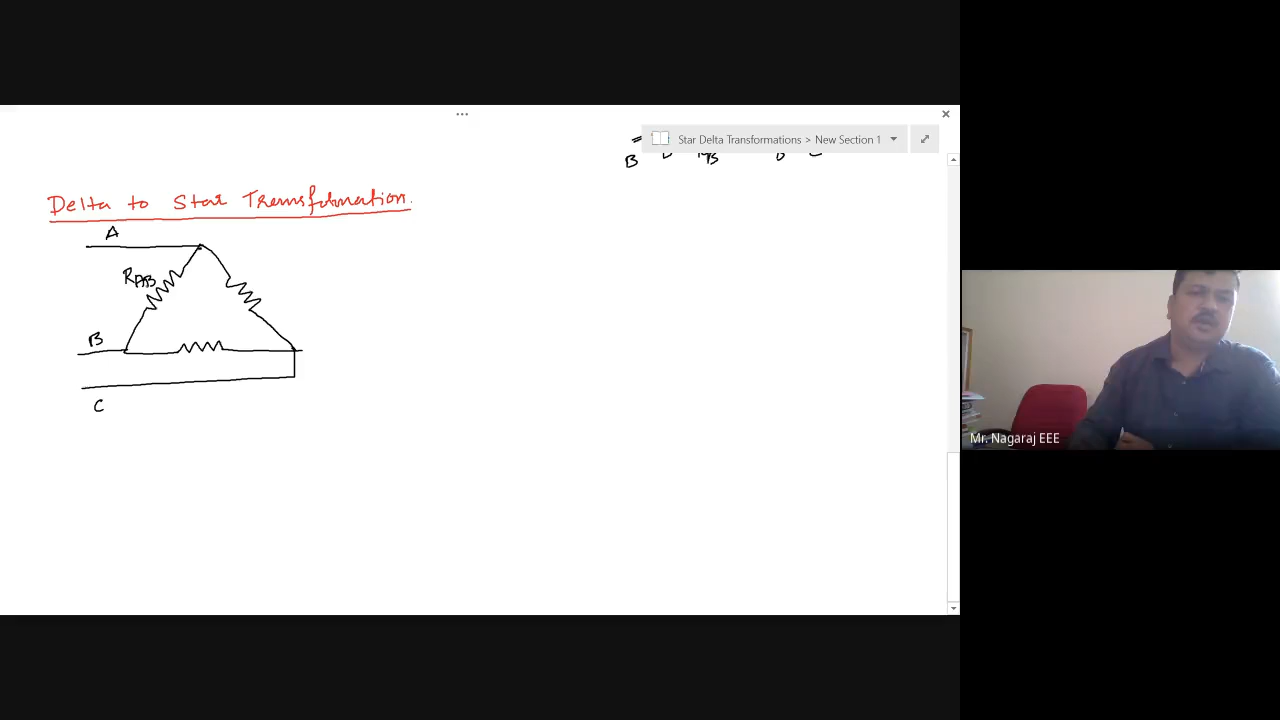 Star Delta Transformations > New Section 1
B
Delta to Star Transformation.
A
RAB
B
C
Mr. Nagaraj EEE